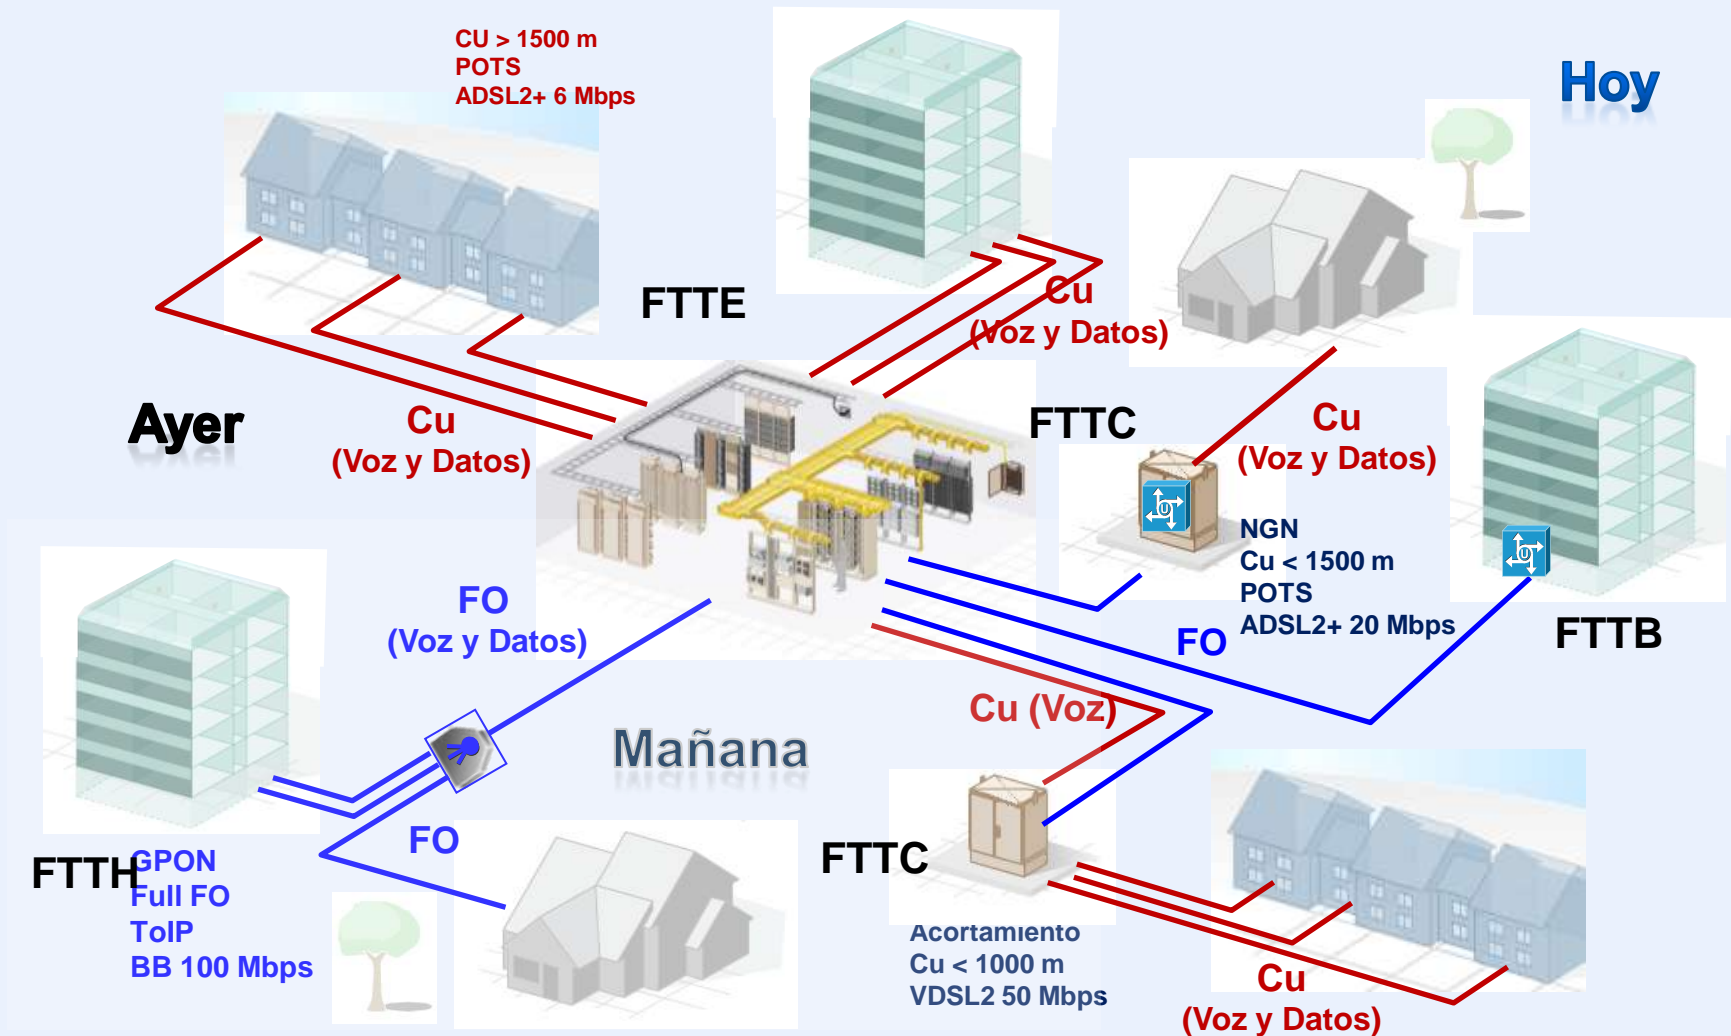 CU > 1500 m
POTS
ADSL2+ 6 Mbps
Hoy
FTTE
Cu
(Voz y Datos)
Ayer
Cu
(Voz y Datos)
FTTC
Cu
(Voz y Datos)
NGN
Cu < 1500 m
POTS
ADSL2+ 20 Mbps
FTTB
FO
(Voz y Datos)
FO
Cu (Voz)
Mañana
FO
FTTH
GPON
Full FO
ToIP
BB 100 Mbps
FTTC
Acortamiento
Cu < 1000 m
VDSL2 50 Mbps
Cu
(Voz y Datos)
U
U